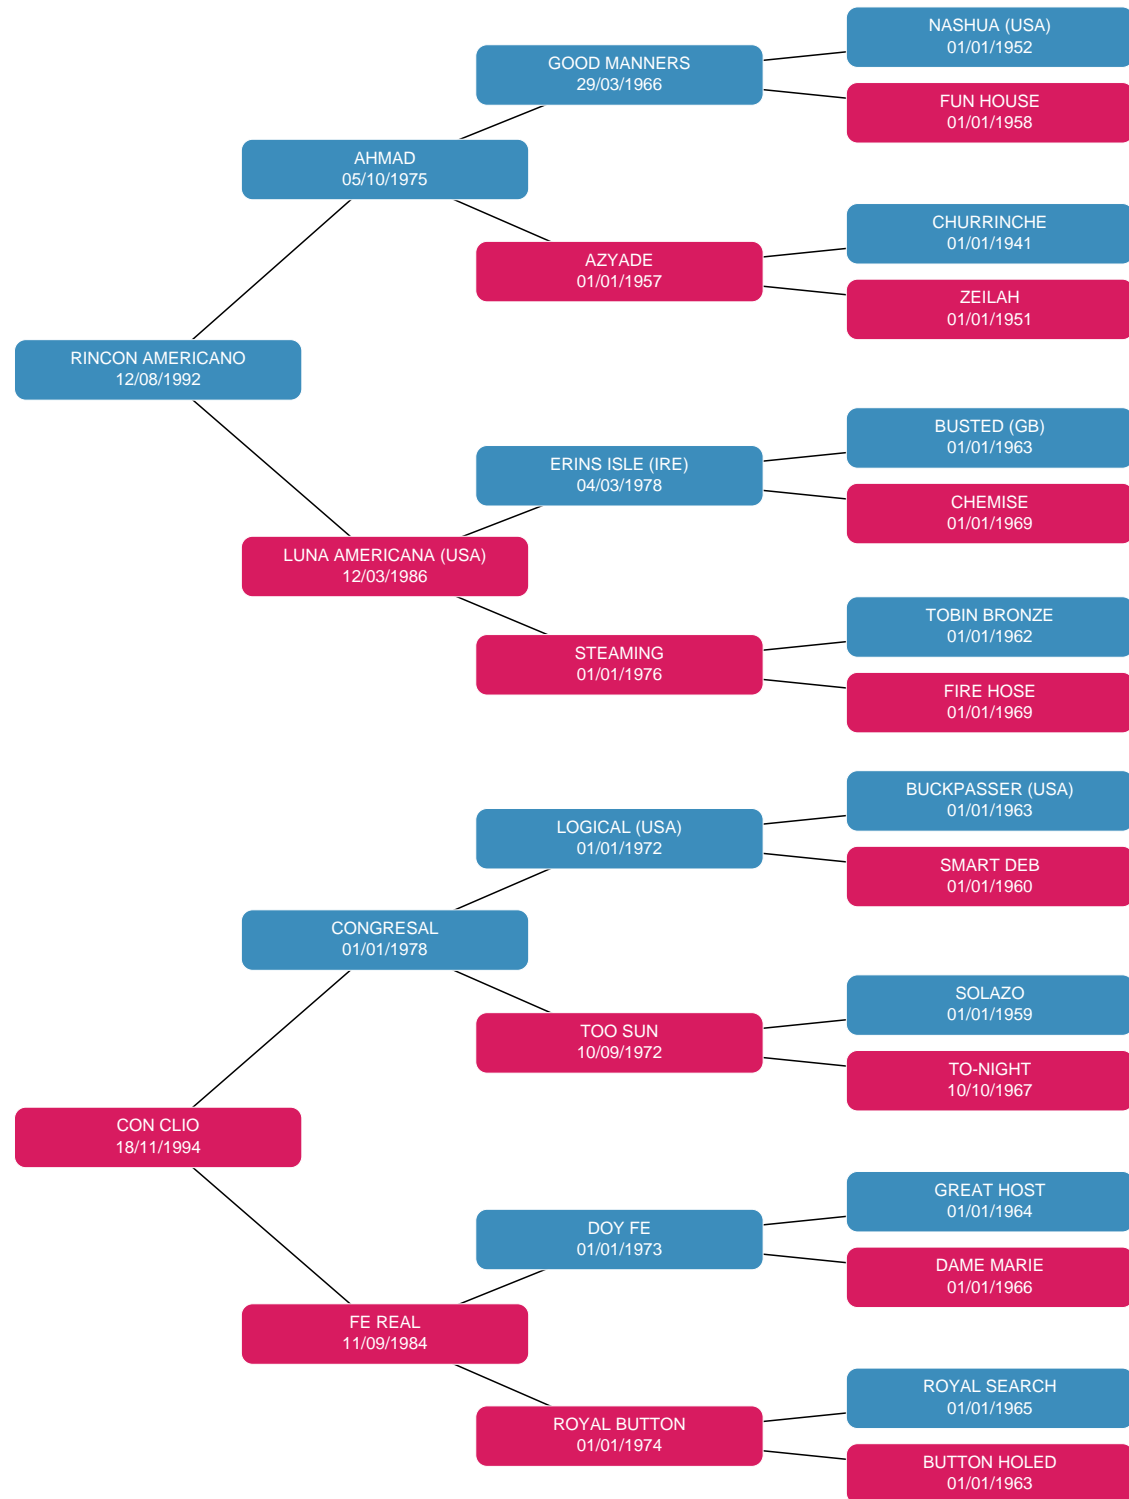 NASHUA (USA)
01/01/1952
GOOD MANNERS
29/03/1966
FUN HOUSE
01/01/1958
AHMAD
05/10/1975
CHURRINCHE
01/01/1941
AZYADE
01/01/1957
ZEILAH
01/01/1951
RINCON AMERICANO
12/08/1992
BUSTED (GB)
01/01/1963
ERINS ISLE (IRE)
04/03/1978
CHEMISE
01/01/1969
LUNA AMERICANA (USA)
12/03/1986
TOBIN BRONZE
01/01/1962
STEAMING
01/01/1976
FIRE HOSE
01/01/1969
BUCKPASSER (USA)
01/01/1963
LOGICAL (USA)
01/01/1972
SMART DEB
01/01/1960
CONGRESAL
01/01/1978
SOLAZO
01/01/1959
TOO SUN
10/09/1972
TO-NIGHT
10/10/1967
CON CLIO
18/11/1994
GREAT HOST
01/01/1964
DOY FE
01/01/1973
DAME MARIE
01/01/1966
FE REAL
11/09/1984
ROYAL SEARCH
01/01/1965
ROYAL BUTTON
01/01/1974
BUTTON HOLED
01/01/1963